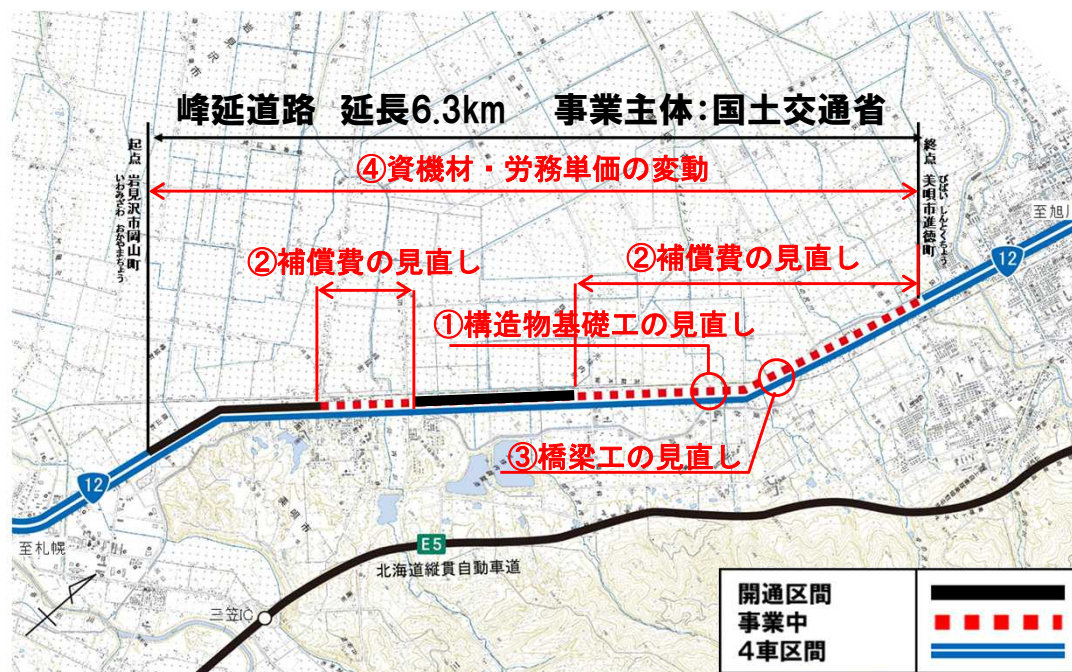 峰延道路 延長6.3km 事業主体:国土交通省
④資機材・労務単価の変動
起点 岩見沢市岡山町
いわみざわ おかやまちょう
終点 美唄市進徳町
びばい しんとくちょう
至旭川
12
②補償費の見直し
②補償費の見直し
①構造物基礎工の見直し
③橋梁工の見直し
12
至札幌
E5
北海道縦貫自動車道
三笠IC
開通区間
事業中
4車区間
岩見沢市
美唄市